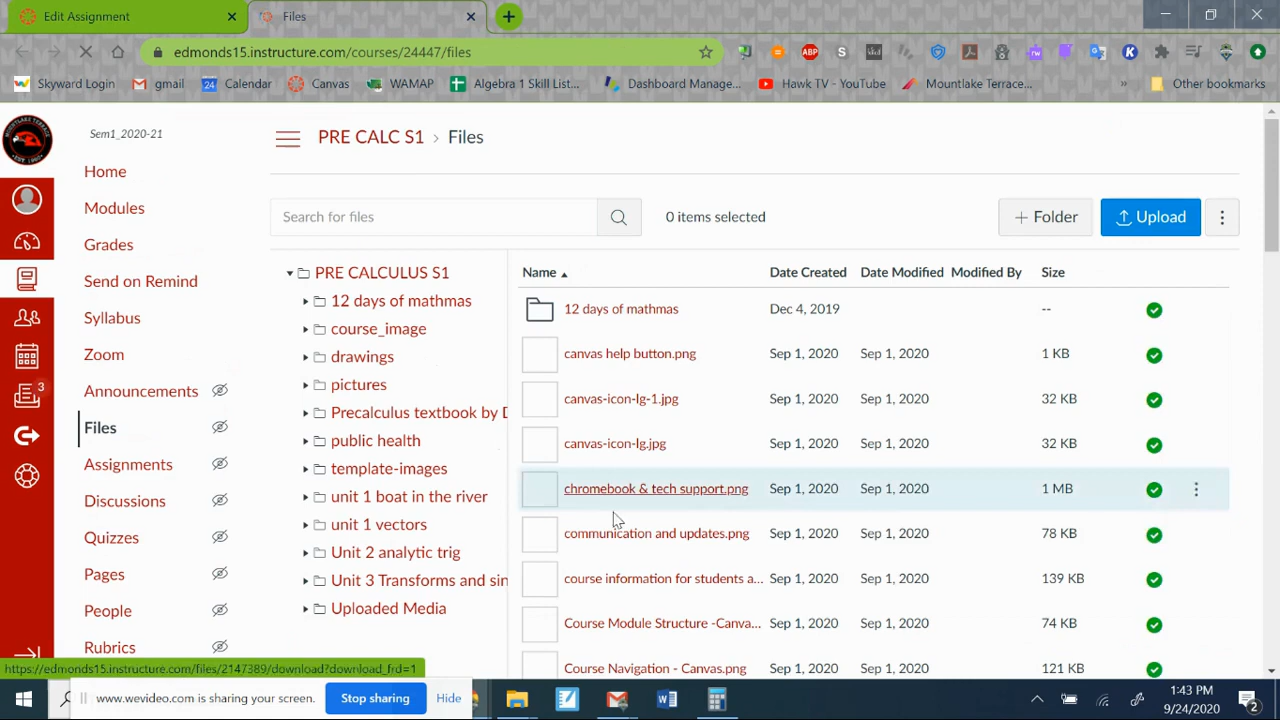 Edit Assignment
Files
edmonds15.instructure.com/courses/24447/files
ABP
S
Skyward Login
gmail
24
Calendar
Canvas
WAMAP
Algebra 1 Skill List...
Dashboard Manage...
Hawk TV - YouTube
Mountlake Terrace...
»
Other bookmarks
Sem1_2020-21
PRE CALC S1 › Files
Home
Modules
Grades
Send on Remind
Syllabus
Zoom
Announcements
Files
Assignments
Discussions
Quizzes
Pages
People
Rubrics
3
Search for files
0 items selected
+ Folder
Upload
PRE CALCULUS S1
12 days of mathmas
course_image
drawings
pictures
Precalculus textbook by D
public health
template-images
unit 1 boat in the river
unit 1 vectors
Unit 2 analytic trig
Unit 3 Transforms and sin
Uploaded Media
Name Date Created Date Modified Modified By Size
12 days of mathmas Dec 4, 2019 --
canvas help button.png Sep 1, 2020 Sep 1, 2020 1 KB
canvas-icon-lg-1.jpg Sep 1, 2020 Sep 1, 2020 32 KB
canvas-icon-lg.jpg Sep 1, 2020 Sep 1, 2020 32 KB
chromebook & tech support.png Sep 1, 2020 Sep 1, 2020 1 MB
communication and updates.png Sep 1, 2020 Sep 1, 2020 78 KB
course information for students a... Sep 1, 2020 Sep 1, 2020 139 KB
Course Module Structure -Canva... Sep 1, 2020 Sep 1, 2020 74 KB
Course Navigation - Canvas.png Sep 1, 2020 Sep 1, 2020 121 KB
https://edmonds15.instructure.com/files/2147389/download?download_frd=1
www.wevideo.com is sharing your screen.
Stop sharing
Hide
1:43 PM
9/24/2020
2